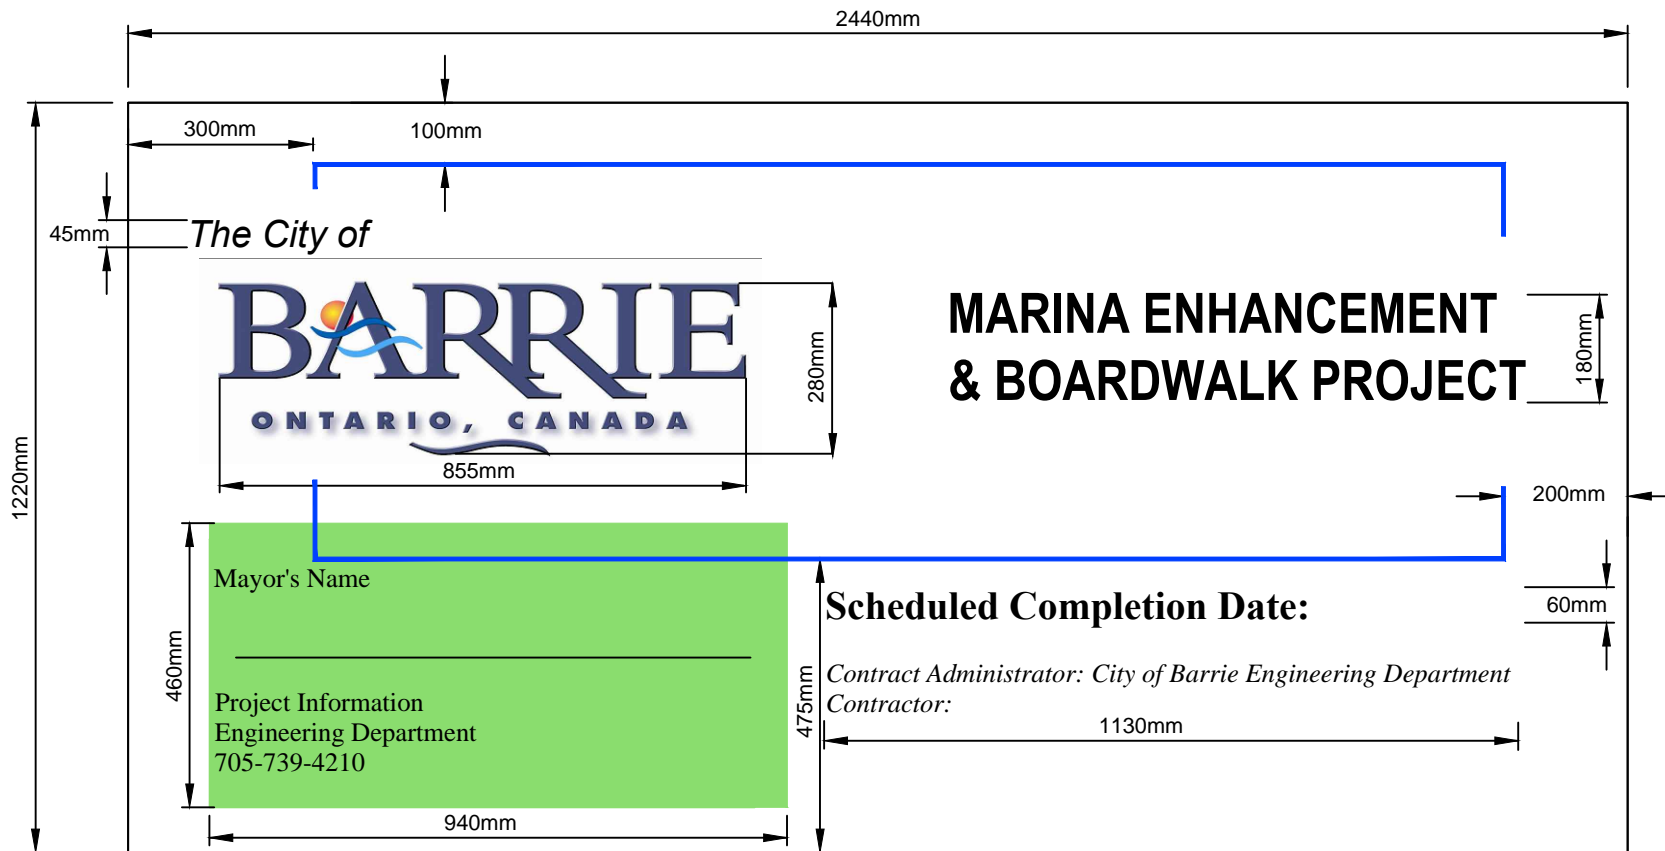 2440mm
300mm
100mm
45mm
The City of
BARRIE
ONTARIO, CANADA
280mm
855mm
MARINA ENHANCEMENT
& BOARDWALK PROJECT
180mm
1220mm
200mm
Mayor's Name
460mm
Project Information
Engineering Department
705-739-4210
940mm
475mm
Scheduled Completion Date:
60mm
Contract Administrator: City of Barrie Engineering Department
Contractor:
1130mm